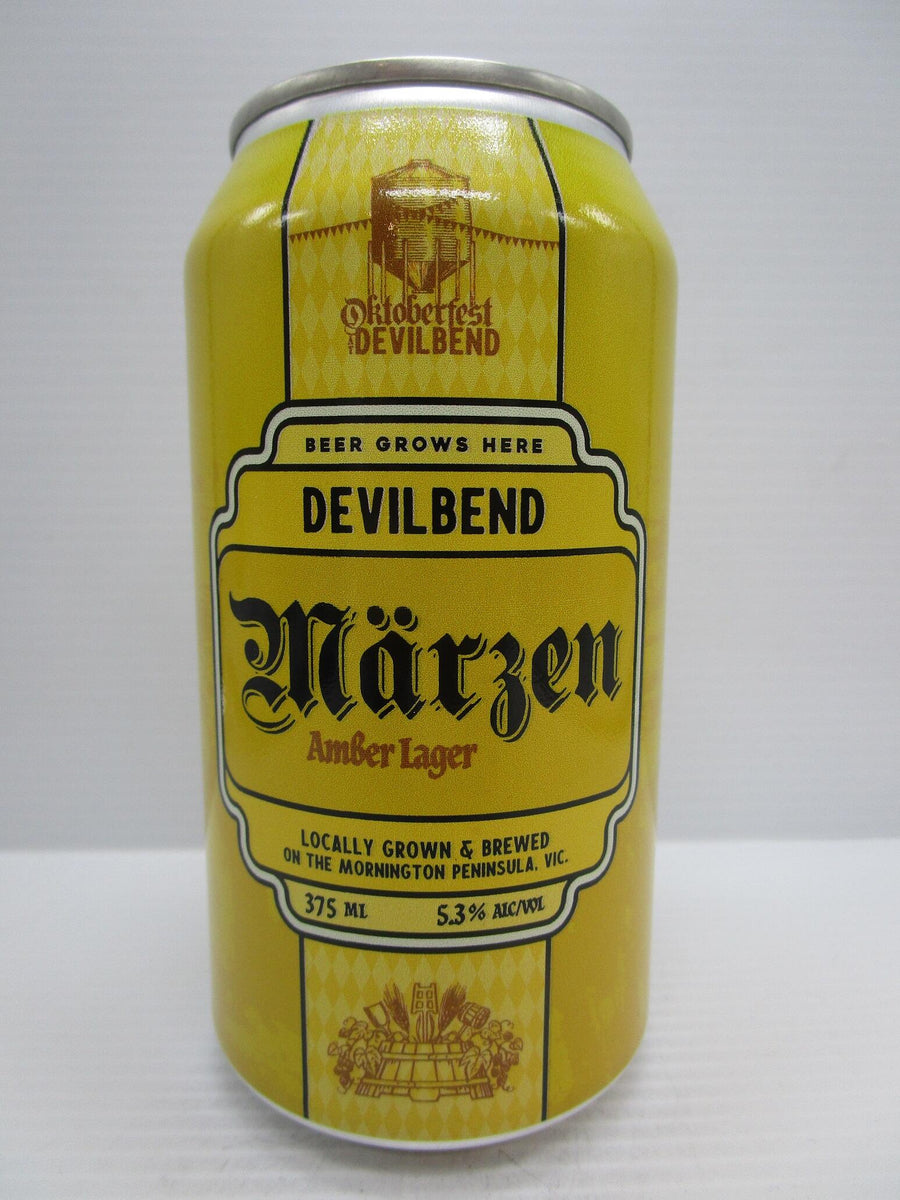 Oktoberfest
AT DEVILBEND
BEER GROWS HERE
DEVILBEND
Märzen
Amber Lager
LOCALLY GROWN & BREWED
ON THE MORNINGTON PENINSULA, VIC.
375 ML 5.3% ALC/VOL